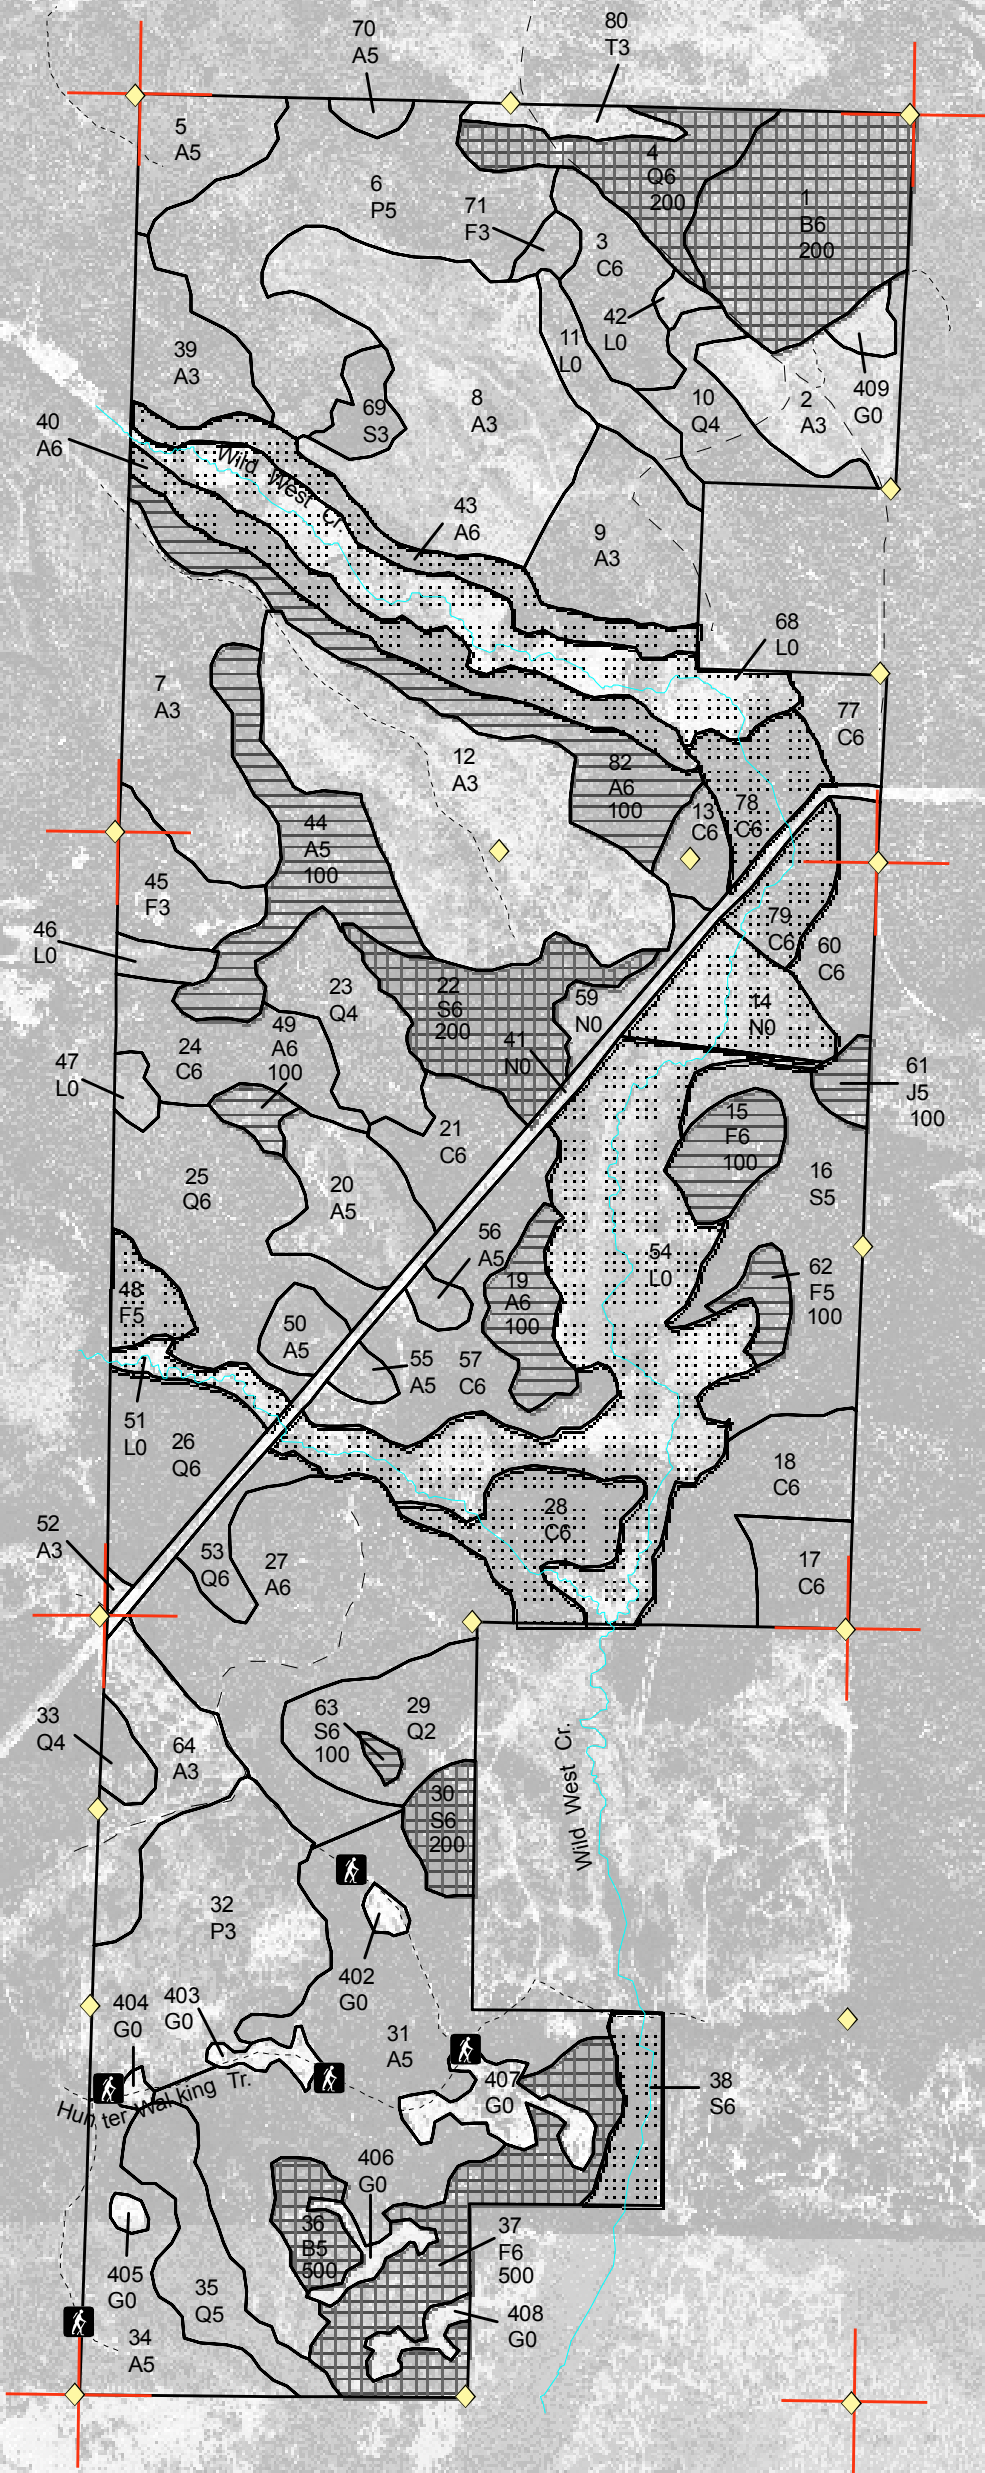 70
A5
80
T3
5
A5
4
Q6
200
6
P5
1
B6
200
71
F3
3
C6
42
L0
11
L0
39
A3
409
G0
10
Q4
2
A3
8
A3
69
S3
40
A6
Wild West Cr.
43
A6
9
A3
68
L0
7
A3
77
C6
12
A3
82
A6
100
78
C6
13
C6
44
A5
100
45
F3
79
C6
46
L0
60
C6
23
Q4
22
S6
200
59
N0
14
N0
49
A6
100
41
N0
24
C6
47
L0
61
J5
100
15
F6
100
21
C6
25
Q6
20
A5
16
S5
56
A5
54
L0
62
F5
100
48
F5
19
A6
100
50
A5
55
A5
57
C6
51
L0
26
Q6
18
C6
28
C6
52
A3
53
Q6
27
A6
17
C6
33
Q4
63
S6
100
29
Q2
64
A3
Wild West Cr.
30
S6
200
32
P3
402
G0
404
G0
403
G0
31
A5
407
G0
38
S6
Hunter Walking Tr.
406
G0
36
B5
500
37
F6
500
405
G0
35
Q5
408
G0
34
A5